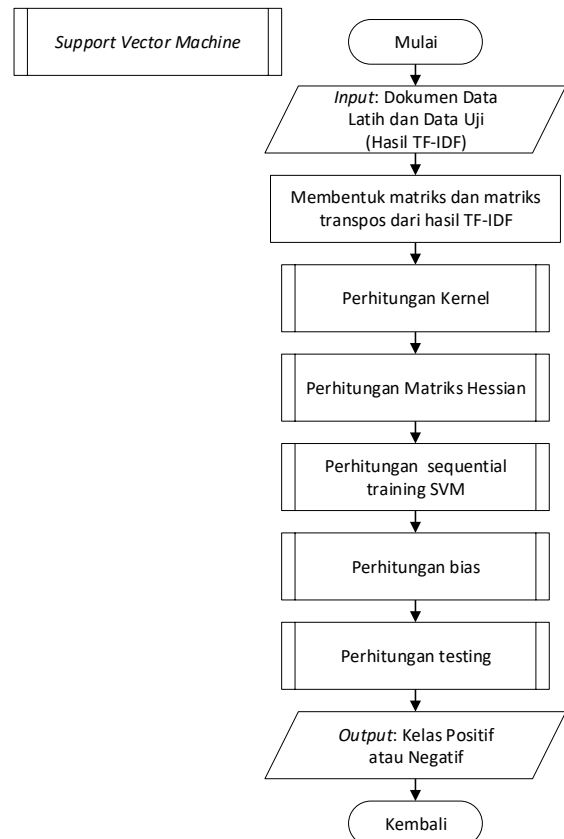 Support Vector Machine
Mulai
Input: Dokumen Data
Latih dan Data Uji
(Hasil TF-IDF)
Membentuk matriks dan matriks
transpos dari hasil TF-IDF
Perhitungan Kernel
Perhitungan Matriks Hessian
Perhitungan sequential
training SVM
Perhitungan bias
Perhitungan testing
Output: Kelas Positif
atau Negatif
Kembali